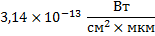 3,14 × 10⁻¹³ Вт / (см² × мкм)